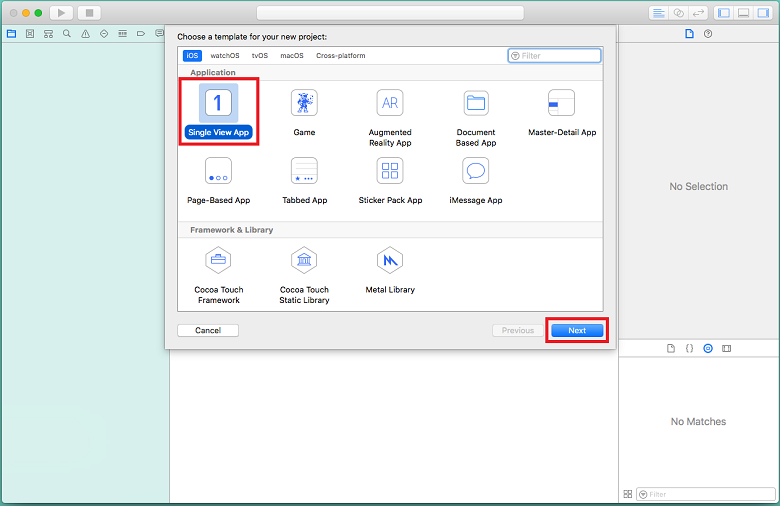 Choose a template for your new project:
iOS watchOS tvOS macOS Cross-platform Filter
Application
1 AR
Single View App Game Augmented Reality App Document Based App Master-Detail App
Page-Based App Tabbed App Sticker Pack App iMessage App
Framework & Library
Cocoa Touch Framework Cocoa Touch Static Library Metal Library
Cancel Previous Next
No Selection
{}
No Matches
Filter